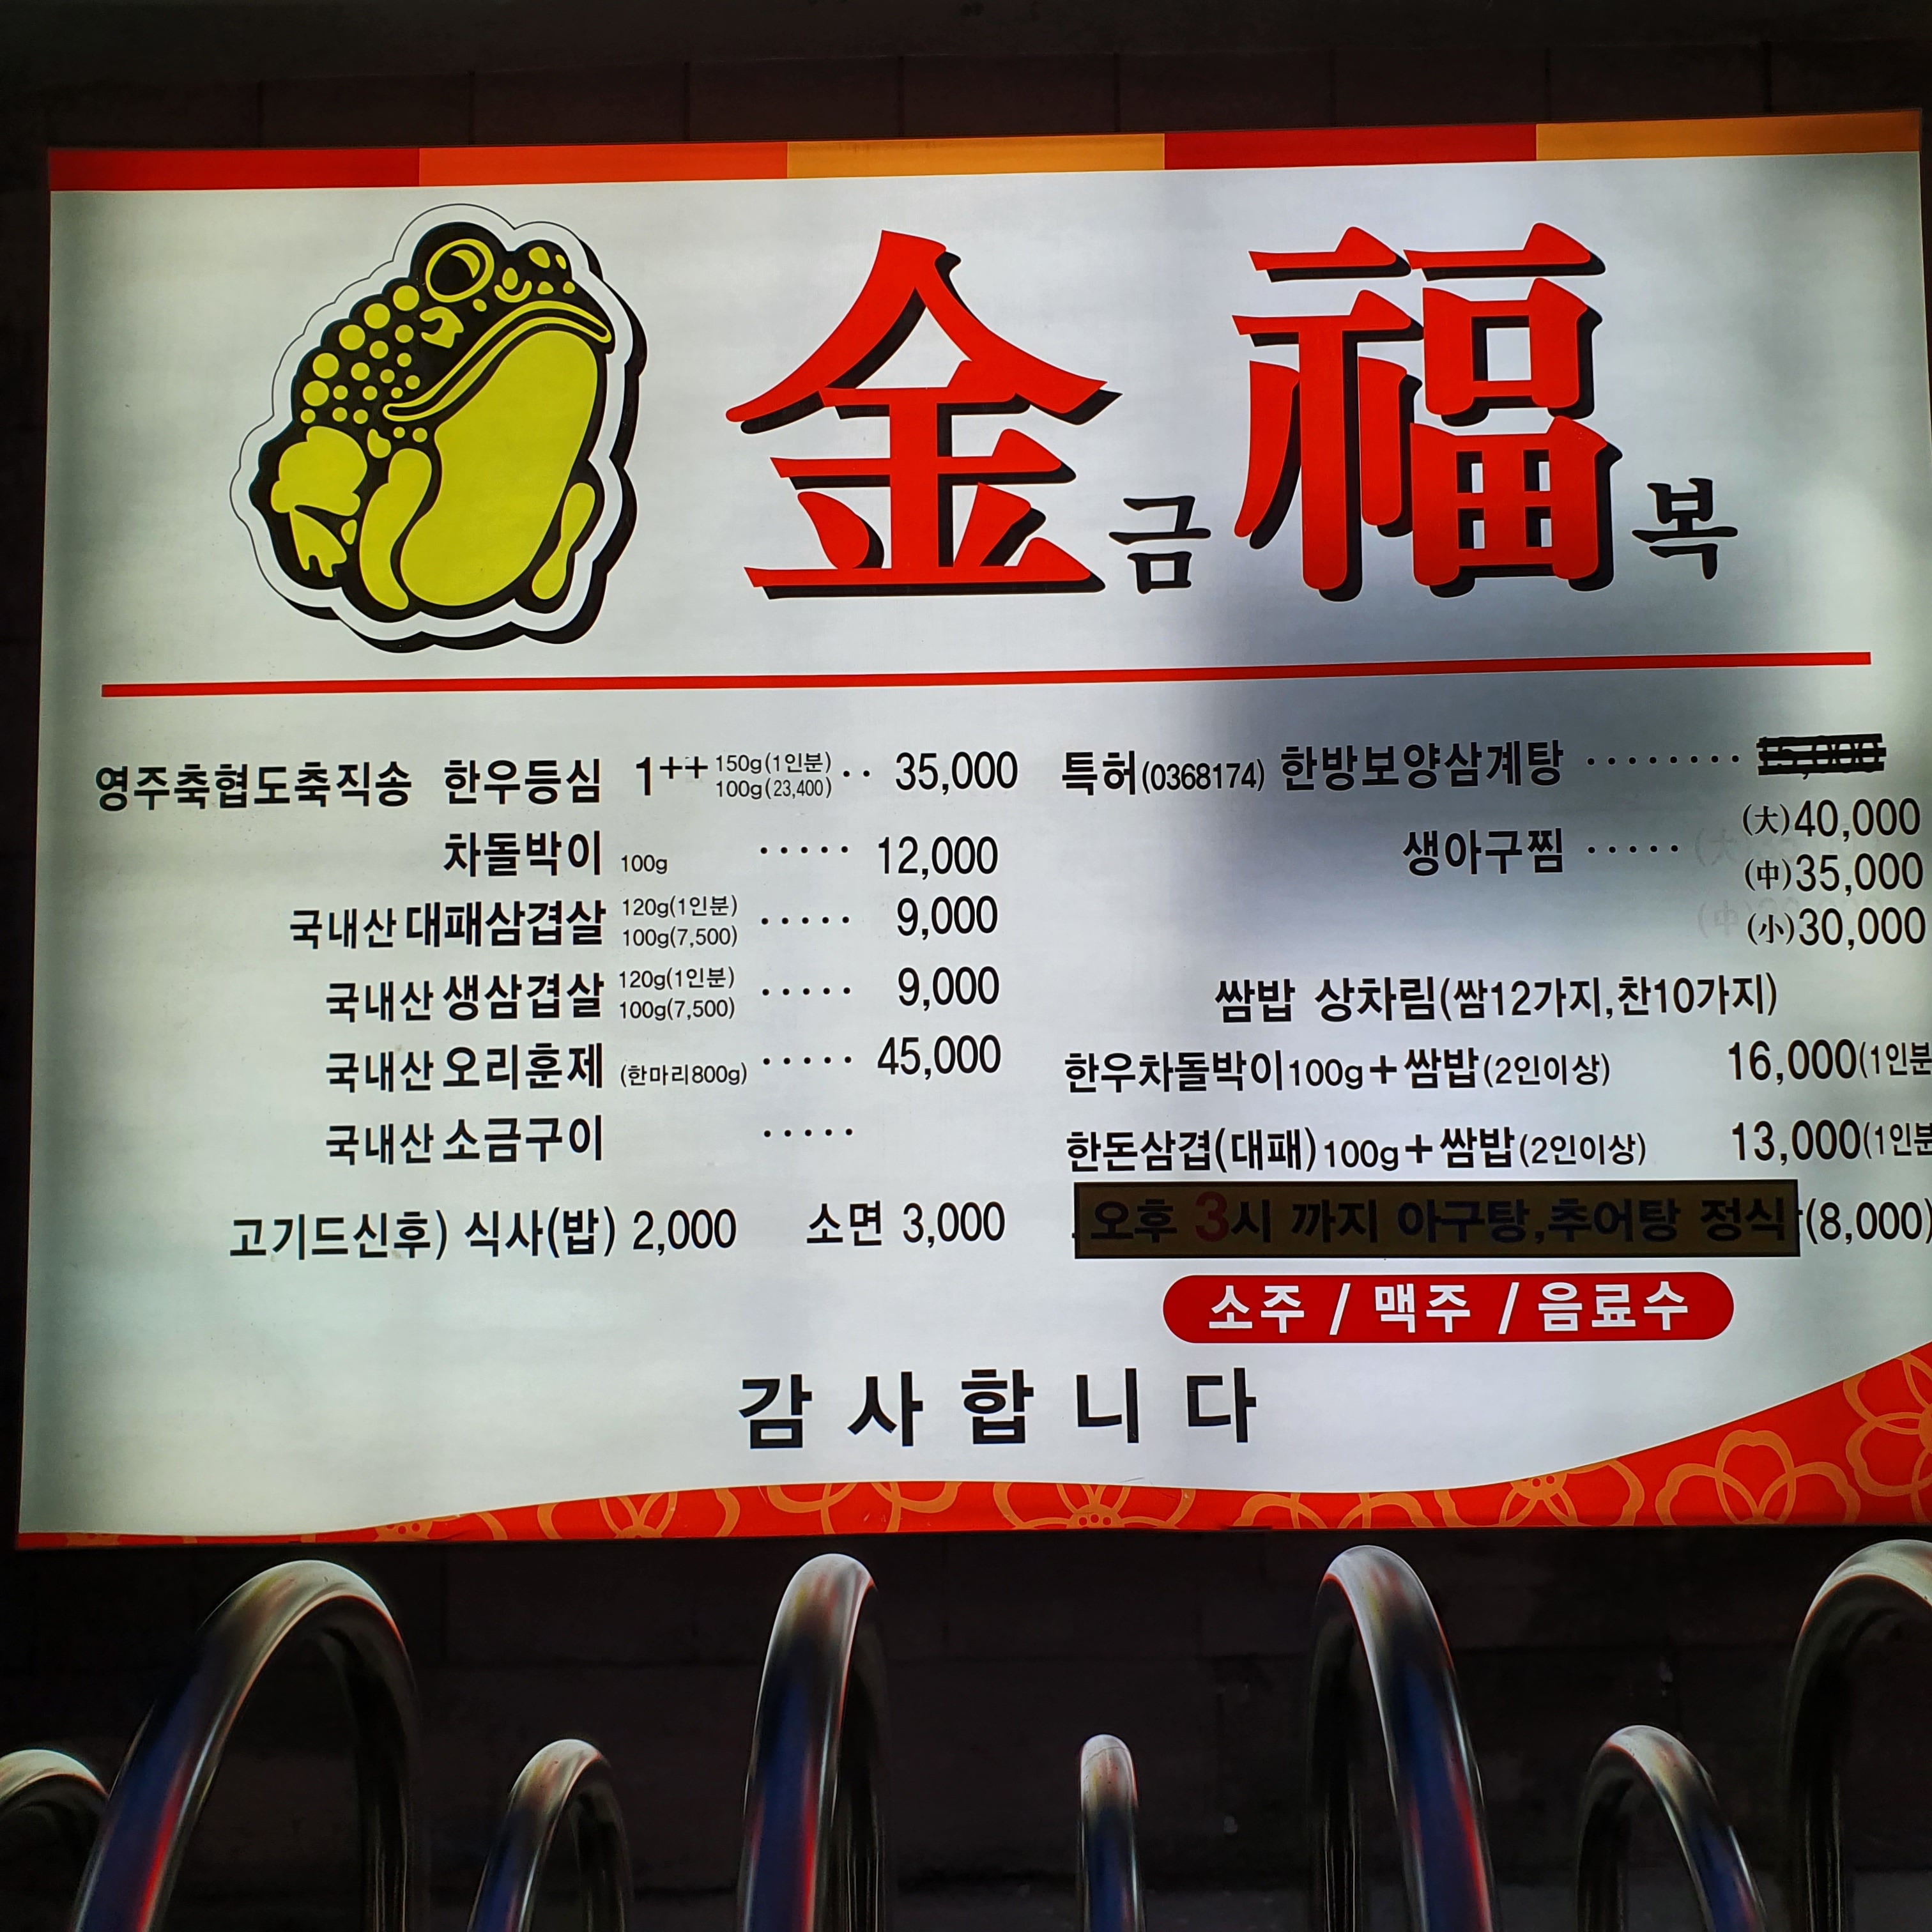 金금福복
영주축협도축직송 한우등심 1++ 150g(1인분) 100g(23,400) ·· 35,000
차돌박이 100g ····· 12,000
국내산 대패삼겹살 120g(1인분) 100g(7,500) ····· 9,000
국내산 생삼겹살 120g(1인분) 100g(7,500) ····· 9,000
국내산 오리훈제 (한마리800g) ····· 45,000
국내산 소금구이 ·····
고기드신후) 식사(밥) 2,000 소면 3,000
특허(0368174) 한방보양삼계탕 ········ 15,000
생아구찜 ····· (大)40,000
(中)35,000
(小)30,000
쌈밥 상차림(쌈12가지,찬10가지)
한우차돌박이100g+쌈밥(2인이상) 16,000(1인분
한돈삼겹(대패)100g+쌈밥(2인이상) 13,000(1인분
오후 3시 까지 아구탕,추어탕 정식 (8,000)
소주 / 맥주 / 음료수
감사합니다